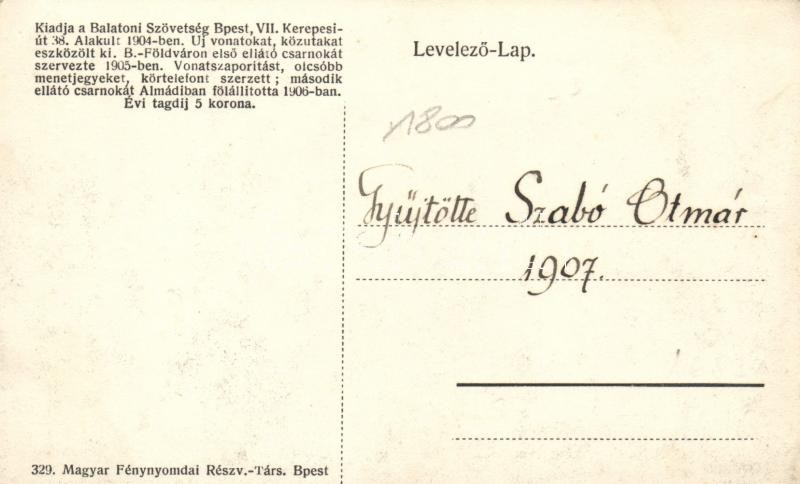 Kiadja a Balatoni Szövetség Bpest, VII. Kerepesi-
út 38. Alakult 1904-ben. Uj vonatokat, közutakat
eszközölt ki. B.-Földváron első ellátó csarnokát
szervezte 1905-ben. Vonatszaporitást, olcsóbb
menetjegyeket, körtelefont szerzett; második
ellátó csarnokát Almádiban fölállitotta 1906-ban.
Évi tagdij 5 korona.
Levelező-Lap.
1800
Gyűjtötte Szabó Otmár
1907.
329. Magyar Fénynyomdai Részv.-Társ. Bpest